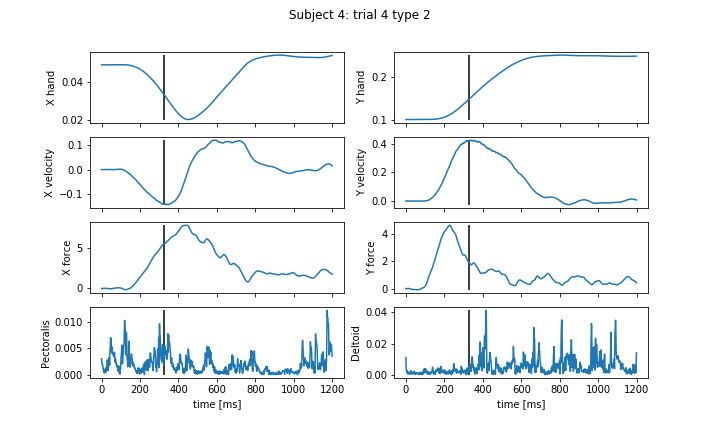 Subject 4: trial 4 type 2
X hand
0.04
0.02
Y hand
0.2
0.1
X velocity
0.1
0.0
−0.1
Y velocity
0.4
0.2
0.0
X force
5
0
Y force
4
2
0
Pectoralis
0.010
0.005
0.000
0 200 400 600 800 1000 1200
time [ms]
Deltoid
0.04
0.02
0.00
0 200 400 600 800 1000 1200
time [ms]